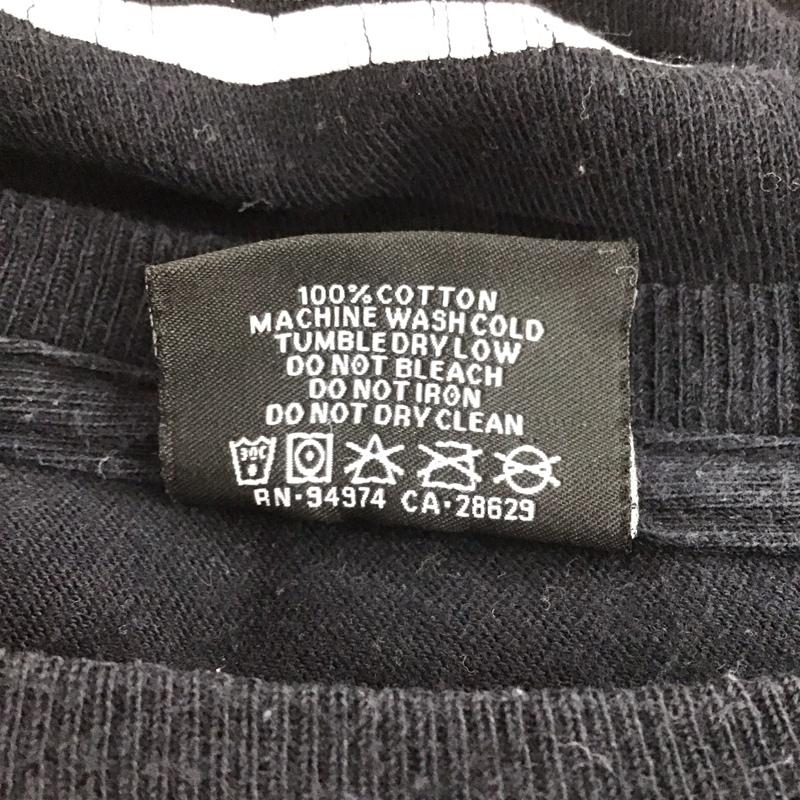 100% COTTON
MACHINE WASH COLD
TUMBLE DRY LOW
DO NOT BLEACH
DO NOT IRON
DO NOT DRY CLEAN
30C
RN·94974 CA·28629